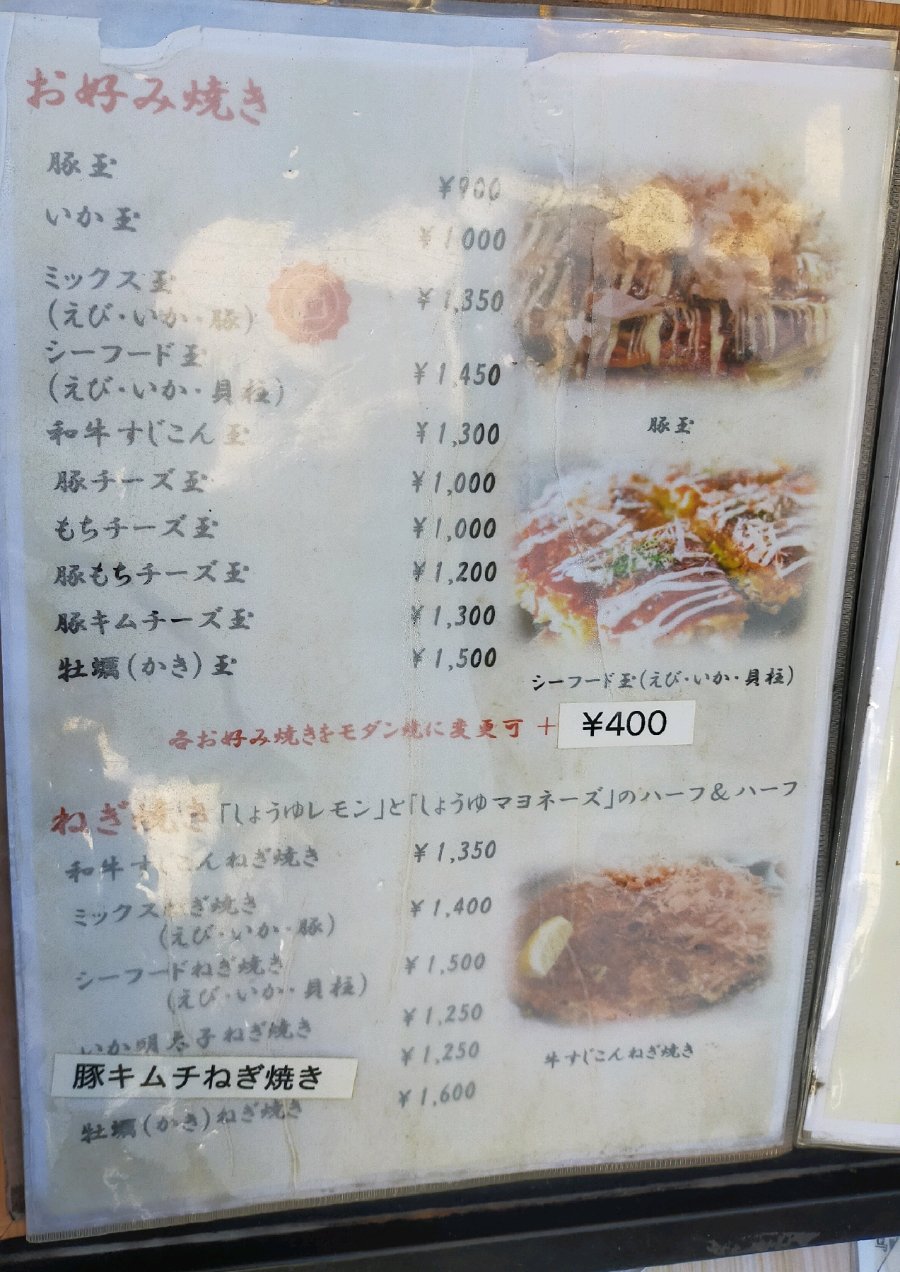 お好み焼き
豚玉 ¥900
いか玉 ¥1000
ミックス玉
(えび・いか・豚) ¥1,350
シーフード玉
(えび・いか・貝柱) ¥1,450
和牛すじこん玉 ¥1,300
豚チーズ玉 ¥1,000
もちチーズ玉 ¥1,000
豚もちチーズ玉 ¥1,200
豚キムチーズ玉 ¥1,300
牡蠣(かき)玉 ¥1,500
豚玉
シーフード玉(えび・いか・貝柱)
各お好み焼きをモダン焼に変更可 + ¥400
ねぎ焼き「しょうゆレモン」と「しょうゆマヨネーズ」のハーフ&ハーフ
和牛すじこんねぎ焼き ¥1,350
ミックスねぎ焼き ¥1,400
(えび・いか・豚)
シーフードねぎ焼き ¥1,500
(えび・いか・貝柱)
いか明太子ねぎ焼き ¥1,250
豚キムチねぎ焼き ¥1,250
牡蠣(かき)ねぎ焼き ¥1,600
牛すじこんねぎ焼き